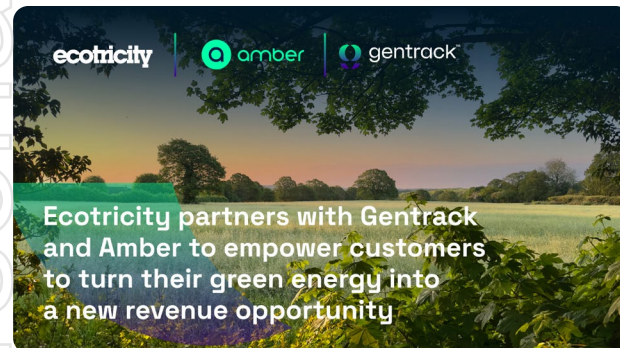 ecotricity
amber
gentrack™
Ecotricity partners with Gentrack
and Amber to empower customers
to turn their green energy into
a new revenue opportunity